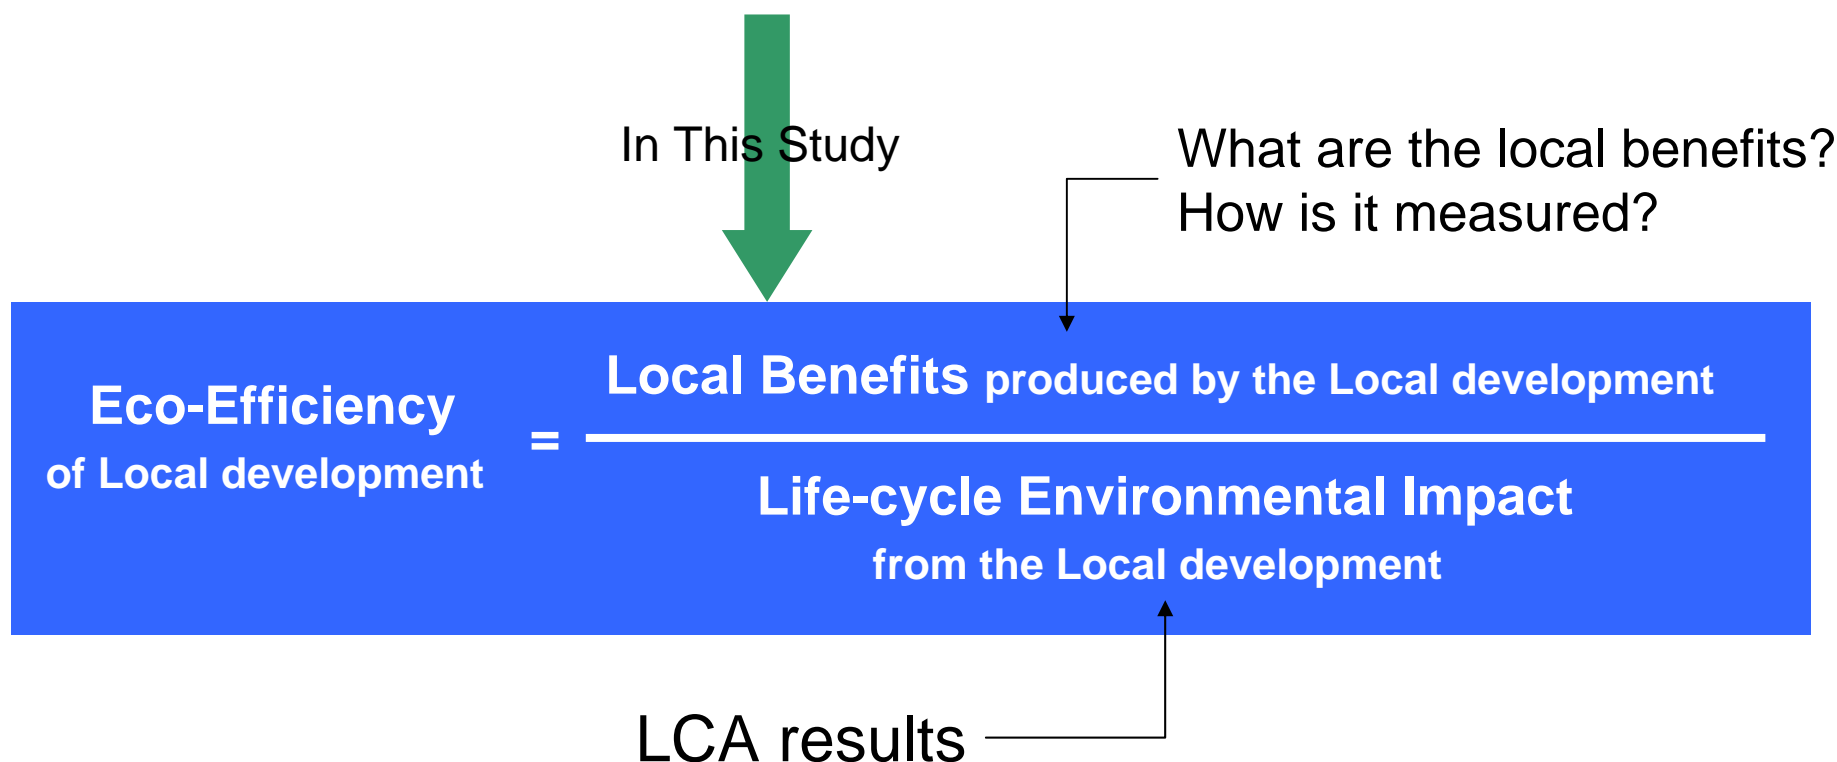 In This Study
What are the local benefits?
How is it measured?
Eco-Efficiency
of Local development
=
Local Benefits produced by the Local development
Life-cycle Environmental Impact
from the Local development
LCA results